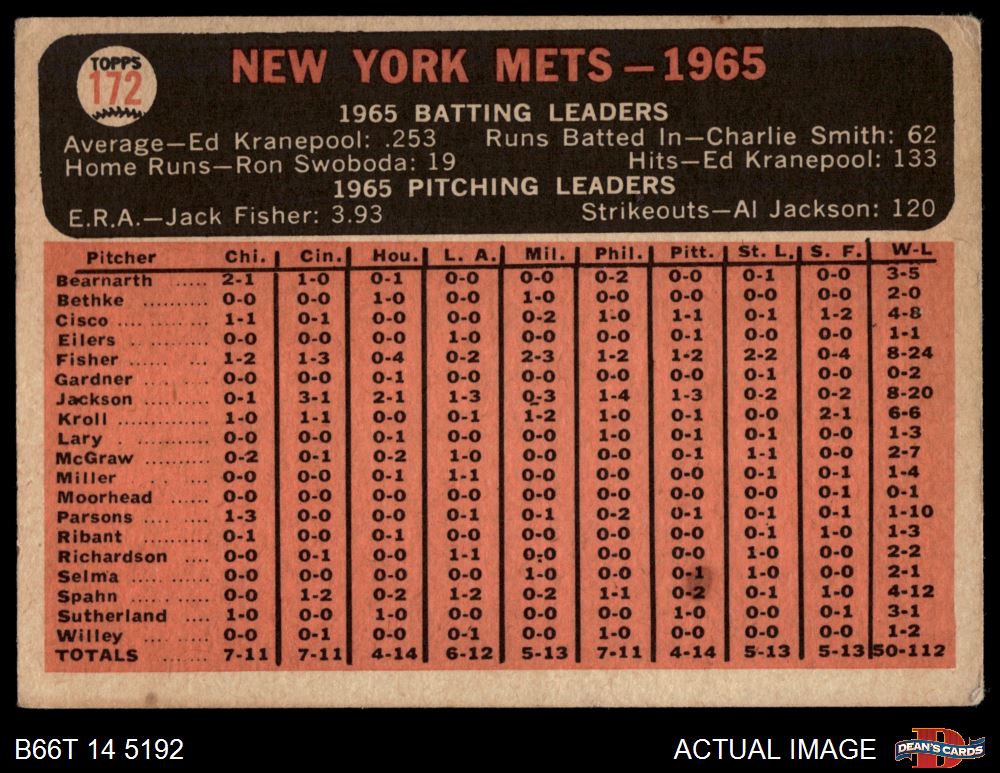 TOPPS
172
NEW YORK METS — 1965
1965 BATTING LEADERS
Average—Ed Kranepool: .253 Runs Batted In—Charlie Smith: 62
Home Runs—Ron Swoboda: 19 Hits—Ed Kranepool: 133
1965 PITCHING LEADERS
E.R.A.—Jack Fisher: 3.93 Strikeouts—Al Jackson: 120
Pitcher Chi. Cin. Hou. L. A. Mil. Phil. Pitt. St. L. S. F. W-L
Bearnarth ..... 2-1 1-0 0-1 0-0 0-0 0-2 0-0 0-1 0-0 3-5
Bethke .......... 0-0 0-0 1-0 0-0 1-0 0-0 0-0 0-0 0-0 2-0
Cisco .............. 1-1 0-1 0-0 0-0 0-2 1-0 1-1 0-1 1-2 4-8
Eilers .............. 0-0 0-0 0-0 1-0 0-0 0-0 0-1 0-0 0-0 1-1
Fisher ............ 1-2 1-3 0-4 0-2 2-3 1-2 1-2 2-2 0-4 8-24
Gardner ......... 0-0 0-0 0-1 0-0 0-0 0-0 0-0 0-1 0-0 0-2
Jackson .......... 0-1 3-1 2-1 1-3 0-3 1-4 1-3 0-2 0-2 8-20
Kroll .............. 1-0 1-1 0-0 0-1 1-2 1-0 0-1 0-0 2-1 6-6
Lary .............. 0-0 0-0 0-1 0-0 0-0 1-0 0-1 0-1 0-0 1-3
McGraw .......... 0-2 0-1 0-2 1-0 0-0 0-0 0-1 1-1 0-0 2-7
Miller ............ 0-0 0-0 0-1 1-1 0-0 0-0 0-0 0-1 0-1 1-4
Moorhead ...... 0-0 0-0 0-0 0-0 0-0 0-0 0-0 0-0 0-1 0-1
Parsons .......... 1-3 0-0 0-0 0-1 0-1 0-2 0-1 0-1 0-1 1-10
Ribant ............ 0-1 0-0 0-0 0-0 0-1 0-0 0-0 0-1 1-0 1-3
Richardson .... 0-0 0-1 0-0 1-1 0-0 0-0 0-0 1-0 0-0 2-2
Selma ............ 0-0 0-0 0-0 0-0 1-0 0-0 0-1 1-0 0-0 2-1
Spahn ............ 0-0 1-2 0-2 1-2 0-2 1-1 0-2 0-1 1-0 4-12
Sutherland .... 1-0 0-0 1-0 0-0 0-0 0-0 1-0 0-0 0-1 3-1
Willey ............ 0-0 0-1 0-0 0-1 0-0 1-0 0-0 0-0 0-0 1-2
TOTALS ...... 7-11 7-11 4-14 6-12 5-13 7-11 4-14 5-13 5-13 50-112
B66T 14 5192 ACTUAL IMAGE
DEAN'S CARDS